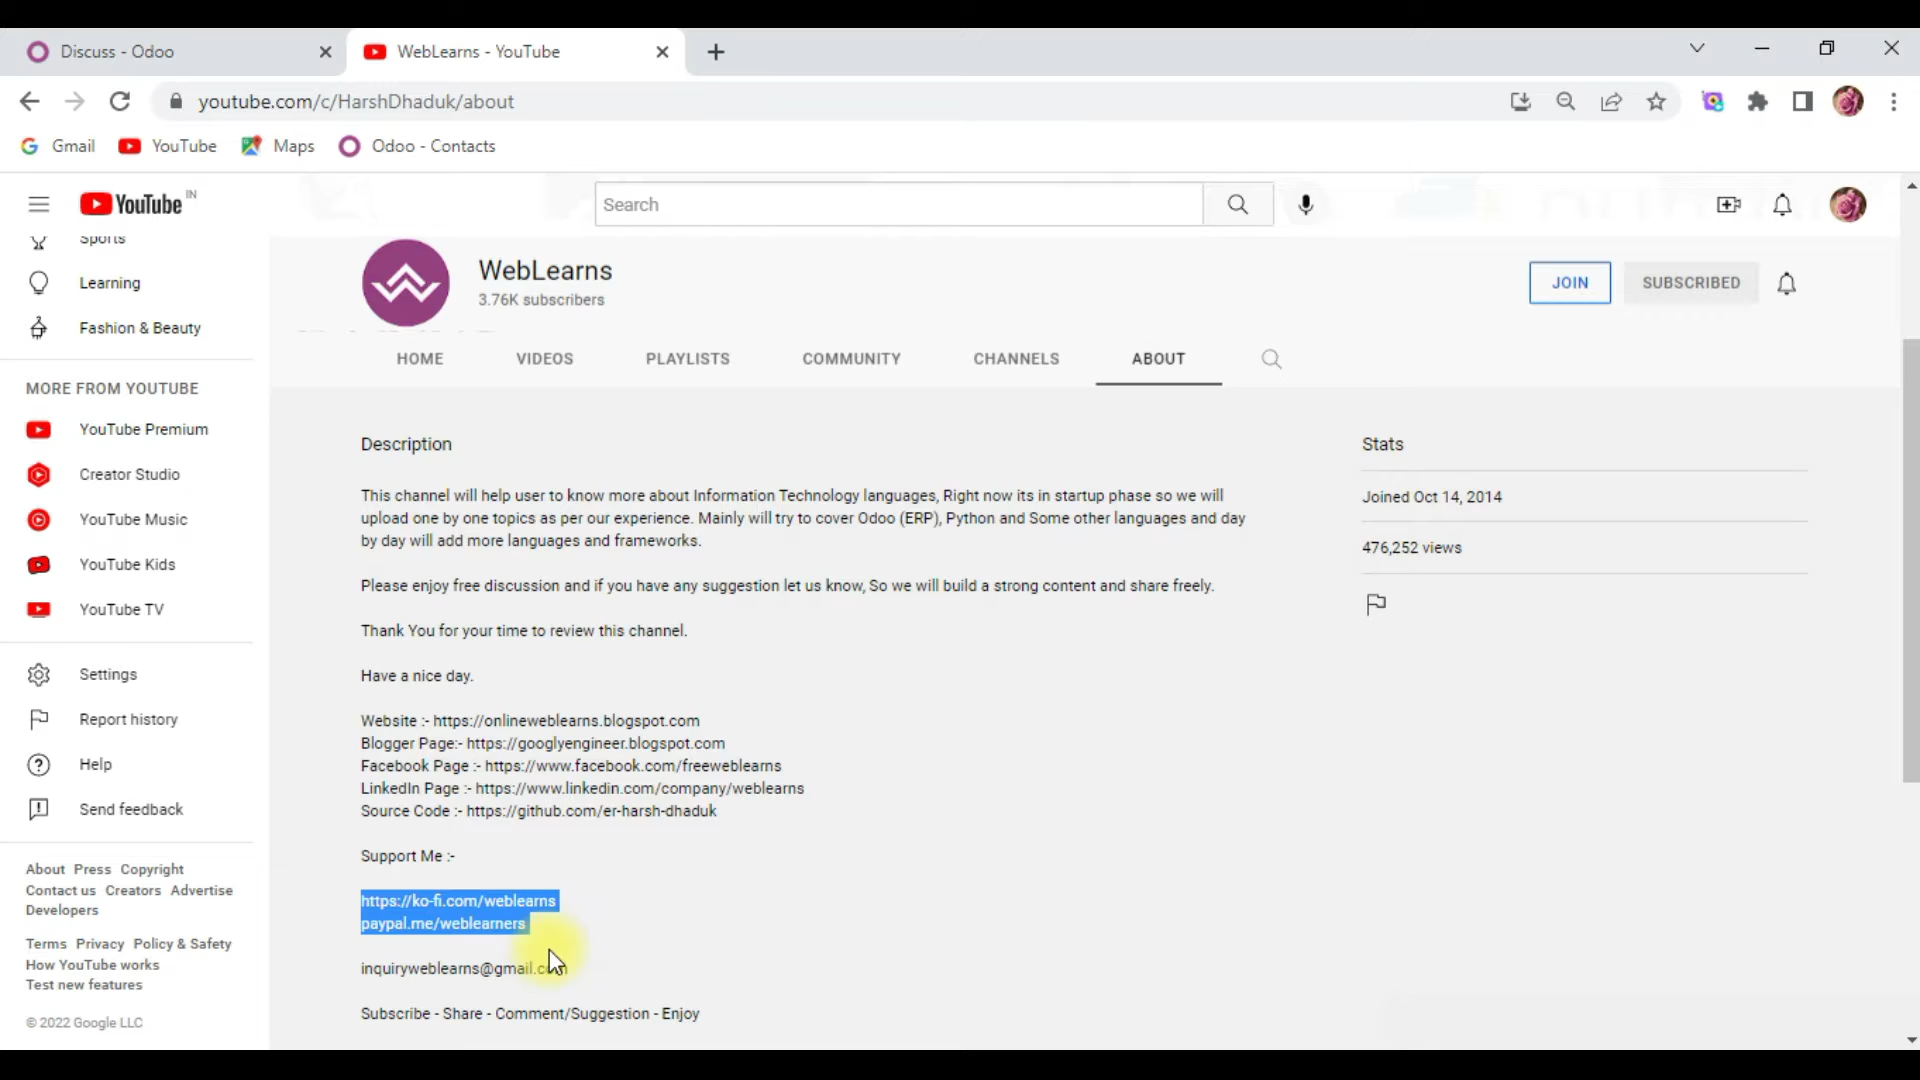 Discuss - Odoo
WebLearns - YouTube
youtube.com/c/HarshDhaduk/about
Gmail
YouTube
Maps
Odoo - Contacts
YouTube IN
Search
Sports
Learning
Fashion & Beauty
MORE FROM YOUTUBE
YouTube Premium
Creator Studio
YouTube Music
YouTube Kids
YouTube TV
Settings
Report history
Help
Send feedback
About Press Copyright
Contact us Creators Advertise
Developers
Terms Privacy Policy & Safety
How YouTube works
Test new features
© 2022 Google LLC
WebLearns
3.76K subscribers
JOIN
SUBSCRIBED
HOME
VIDEOS
PLAYLISTS
COMMUNITY
CHANNELS
ABOUT
Description
This channel will help user to know more about Information Technology languages, Right now its in startup phase so we will
upload one by one topics as per our experience. Mainly will try to cover Odoo (ERP), Python and Some other languages and day
by day will add more languages and frameworks.
Please enjoy free discussion and if you have any suggestion let us know, So we will build a strong content and share freely.
Thank You for your time to review this channel.
Have a nice day.
Website :- https://onlineweblearns.blogspot.com
Blogger Page:- https://googlyengineer.blogspot.com
Facebook Page :- https://www.facebook.com/freeweblearns
LinkedIn Page :- https://www.linkedin.com/company/weblearns
Source Code :- https://github.com/er-harsh-dhaduk
Support Me :-
https://ko-fi.com/weblearns
paypal.me/weblearners
inquiryweblearns@gmail.com
Subscribe - Share - Comment/Suggestion - Enjoy
Stats
Joined Oct 14, 2014
476,252 views